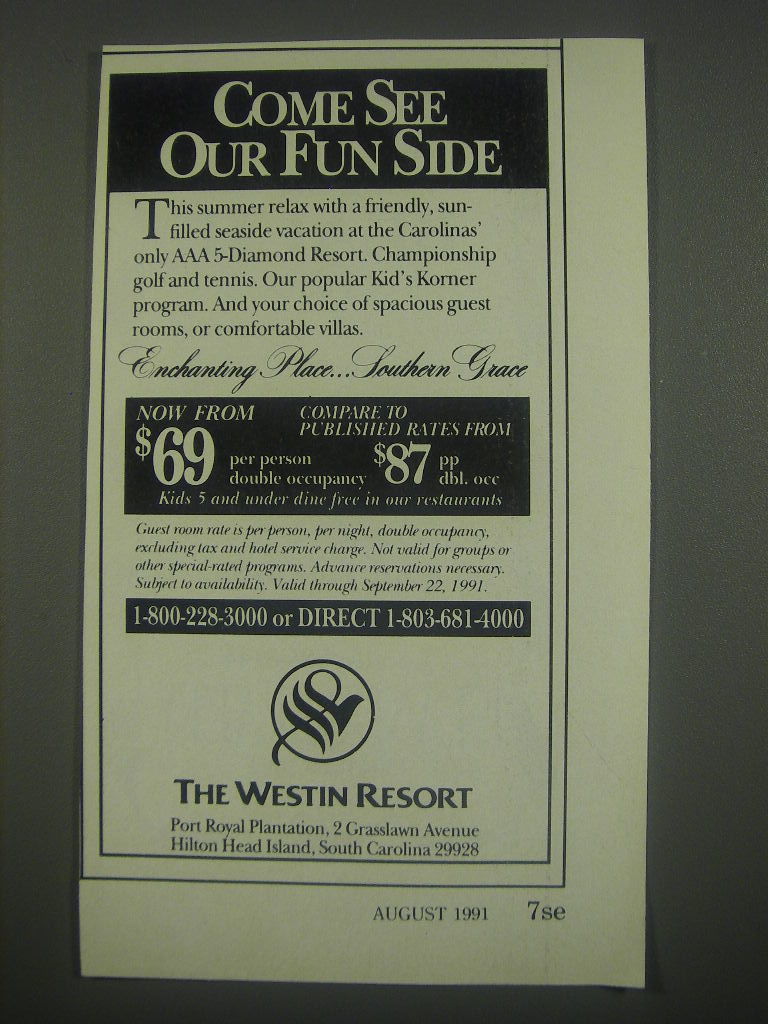 COME SEE
OUR FUN SIDE
This summer relax with a friendly, sun-
filled seaside vacation at the Carolinas'
only AAA 5-Diamond Resort. Championship
golf and tennis. Our popular Kid's Korner
program. And your choice of spacious guest
rooms, or comfortable villas.
Enchanting Place...Southern Grace
NOW FROM
$69 per person
double occupancy
COMPARE TO
PUBLISHED RATES FROM
$87 pp
dbl. occ
Kids 5 and under dine free in our restaurants
Guest room rate is per person, per night, double occupancy,
excluding tax and hotel service charge. Not valid for groups or
other special-rated programs. Advance reservations necessary.
Subject to availability. Valid through September 22, 1991.
1-800-228-3000 or DIRECT 1-803-681-4000
THE WESTIN RESORT
Port Royal Plantation, 2 Grasslawn Avenue
Hilton Head Island, South Carolina 29928
AUGUST 1991 7se